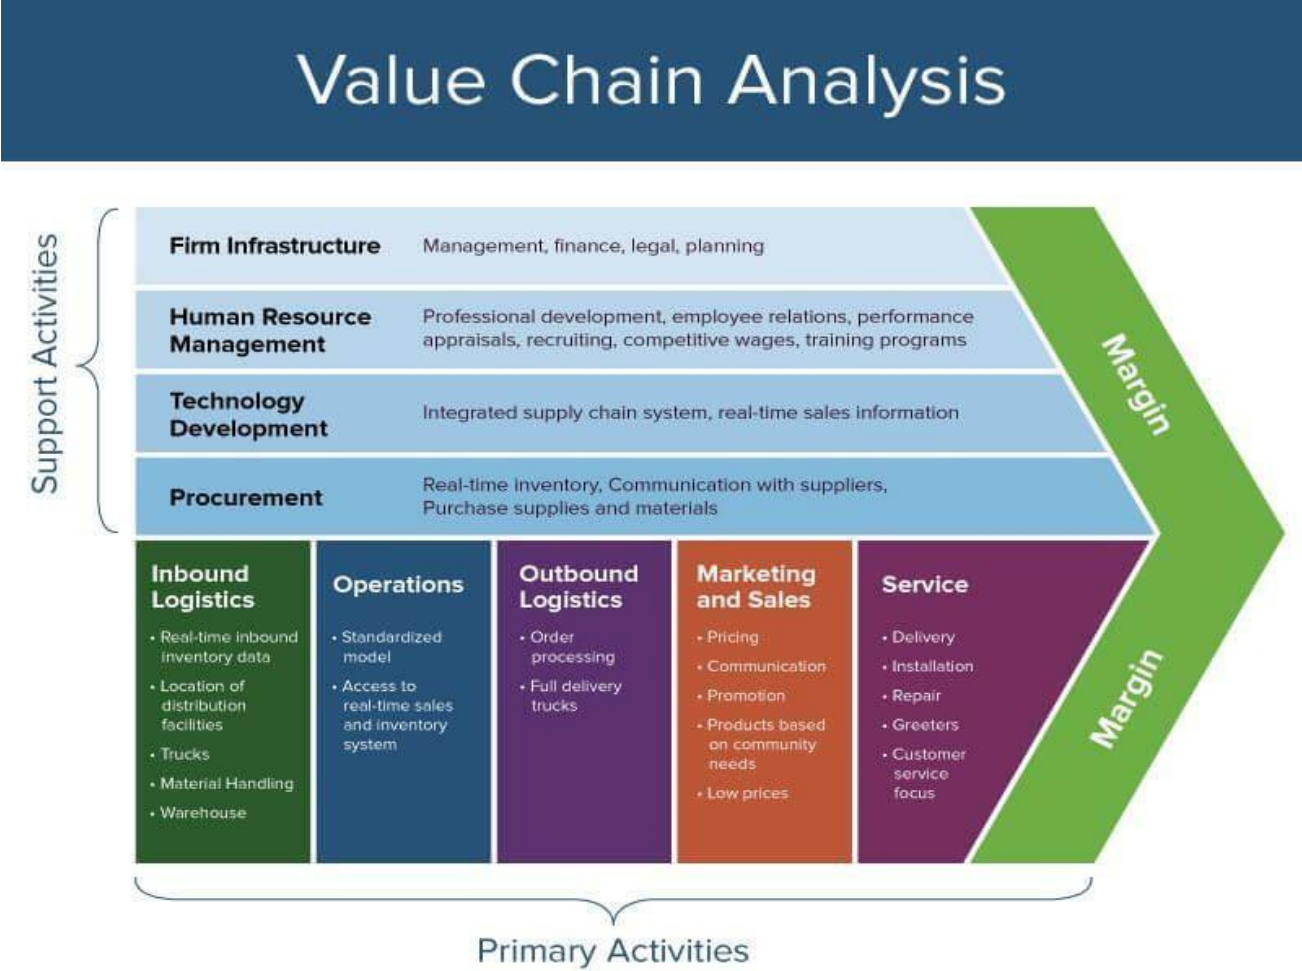 Value Chain Analysis
Support Activities
Firm Infrastructure
Management, finance, legal, planning
Human Resource
Management
Professional development, employee relations, performance
appraisals, recruiting, competitive wages, training programs
Technology
Development
Integrated supply chain system, real-time sales information
Procurement
Real-time inventory, Communication with suppliers,
Purchase supplies and materials
Margin
Inbound
Logistics
• Real-time inbound
inventory data
• Location of
distribution
facilities
• Trucks
• Material Handling
• Warehouse
Operations
• Standardized
model
• Access to
real-time sales
and inventory
system
Outbound
Logistics
• Order
processing
• Full delivery
trucks
Marketing
and Sales
• Pricing
• Communication
• Promotion
• Products based
on community
needs
• Low prices
Service
• Delivery
• Installation
• Repair
• Greeters
• Customer
service
focus
Margin
Primary Activities